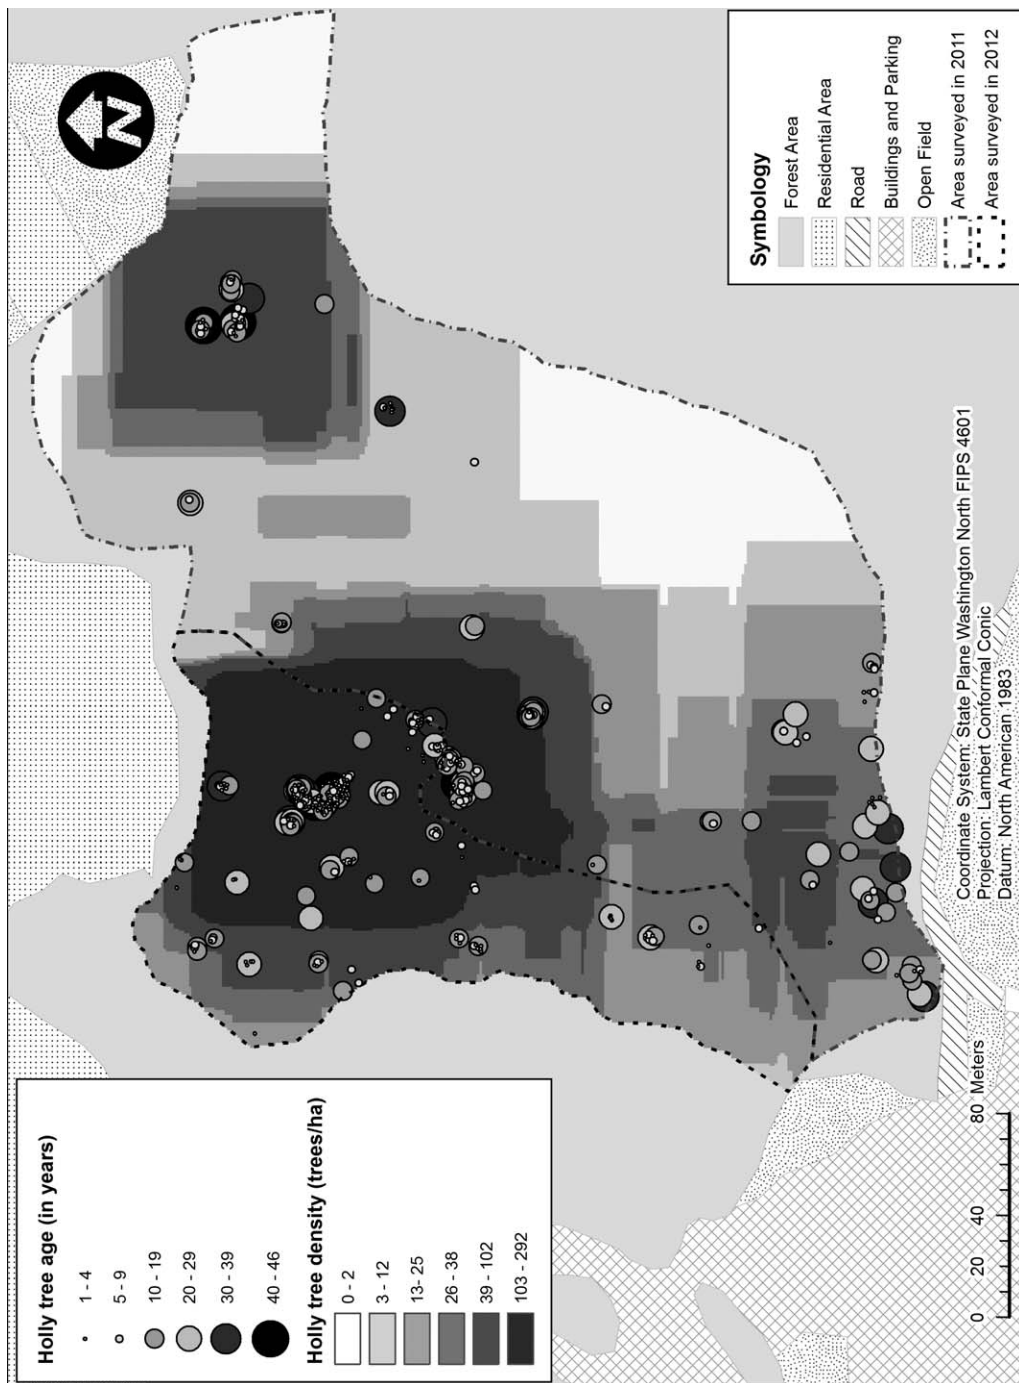 N
Holly tree age (in years)
1 - 4
5 - 9
10 - 19
20 - 29
30 - 39
40 - 46
Holly tree density (trees/ha)
0 - 2
3 - 12
13- 25
26 - 38
39 - 102
103 - 292
Symbology
Forest Area
Residential Area
Road
Buildings and Parking
Open Field
Area surveyed in 2011
Area surveyed in 2012
0 20 40 80 Meters
Coordinate System: State Plane Washington North FIPS 4601
Projection: Lambert Conformal Conic
Datum: North American 1983